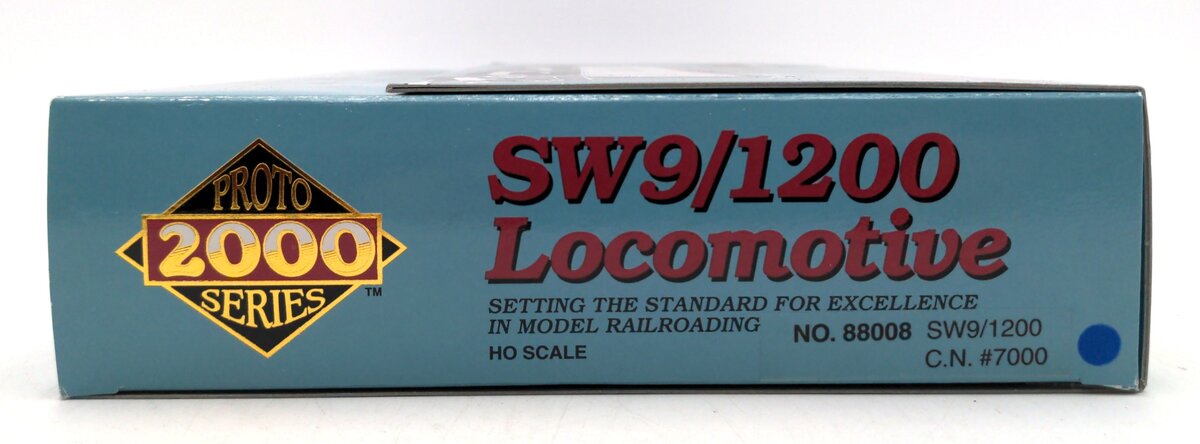 PROTO
2000
SERIES
TM
SW9/1200
Locomotive
SETTING THE STANDARD FOR EXCELLENCE
IN MODEL RAILROADING
HO SCALE
NO. 88008 SW9/1200
C.N. #7000